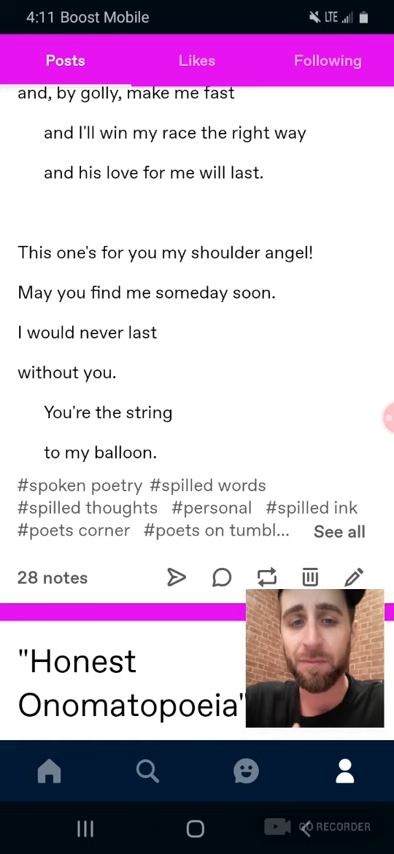 4:11 Boost Mobile LTE
Posts Likes Following
and, by golly, make me fast
and I'll win my race the right way
and his love for me will last.
This one's for you my shoulder angel!
May you find me someday soon.
I would never last
without you.
You're the string
to my balloon.
#spoken poetry #spilled words
#spilled thoughts #personal #spilled ink
#poets corner #poets on tumbl... See all
28 notes
"Honest
Onomatopoeia"
GO RECORDER